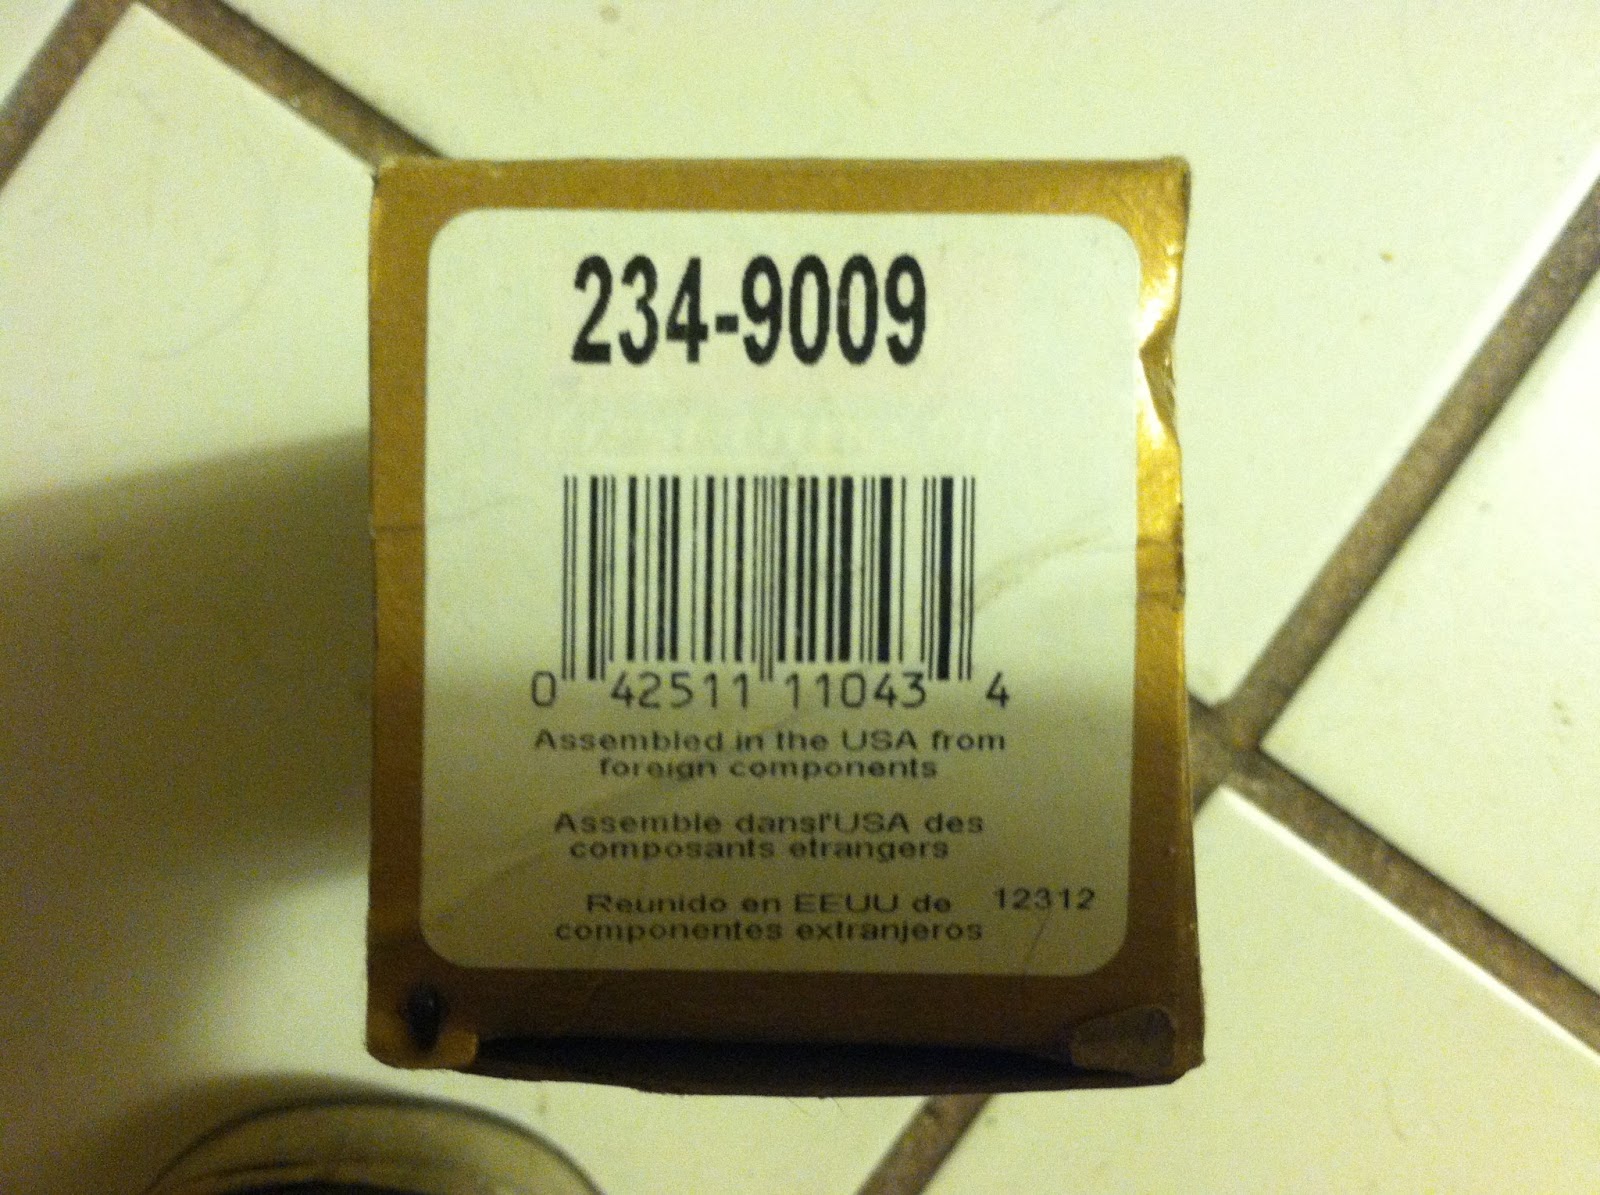 234-9009
0 42511 11043 4
Assembled in the USA from
foreign components
Assemble dansl'USA des
composants etrangers
Reunido en EEUU de 12312
componentes extranjeros